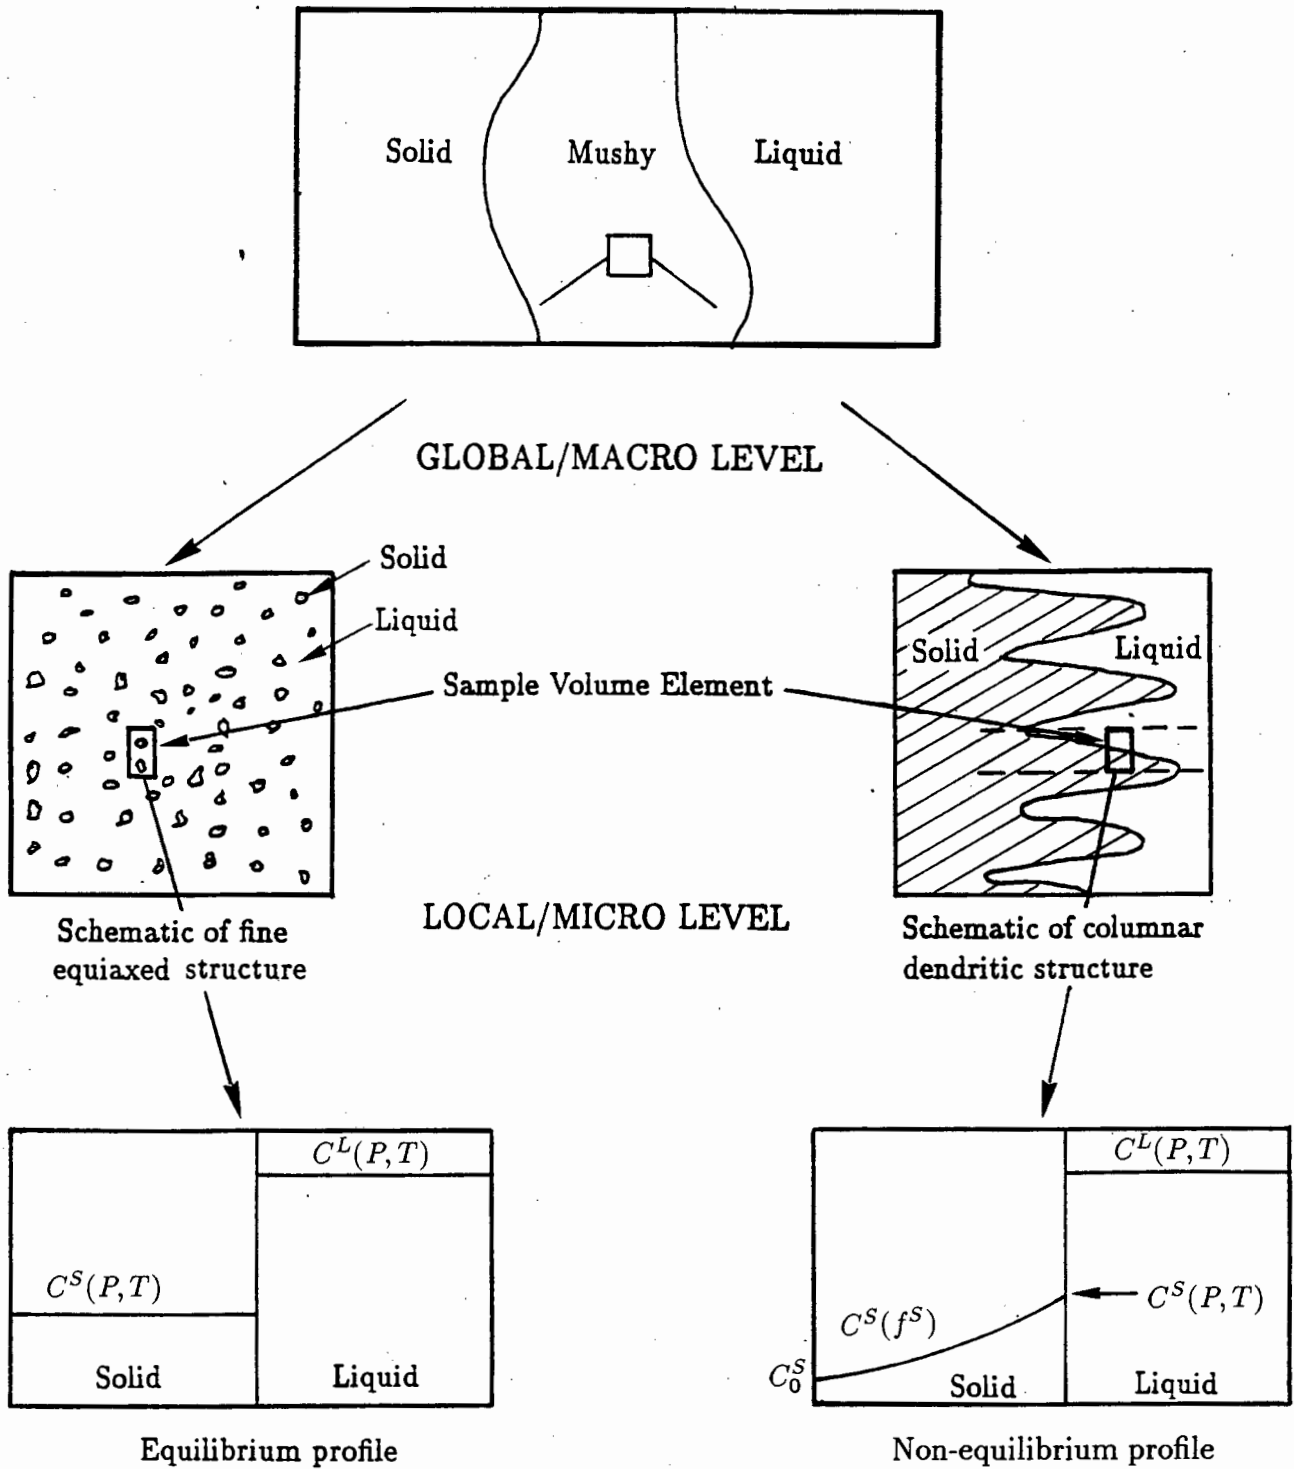 Solid
Mushy
Liquid
GLOBAL/MACRO LEVEL
Solid
Liquid
Sample Volume Element
Solid
Liquid
LOCAL/MICRO LEVEL
Schematic of fine
equiaxed structure
Schematic of columnar
dendritic structure
C^L(P,T)
C^S(P,T)
Solid
Liquid
Equilibrium profile
C^L(P,T)
C^S(P,T)
C^S(f^S)
C_0^S
Solid
Liquid
Non-equilibrium profile